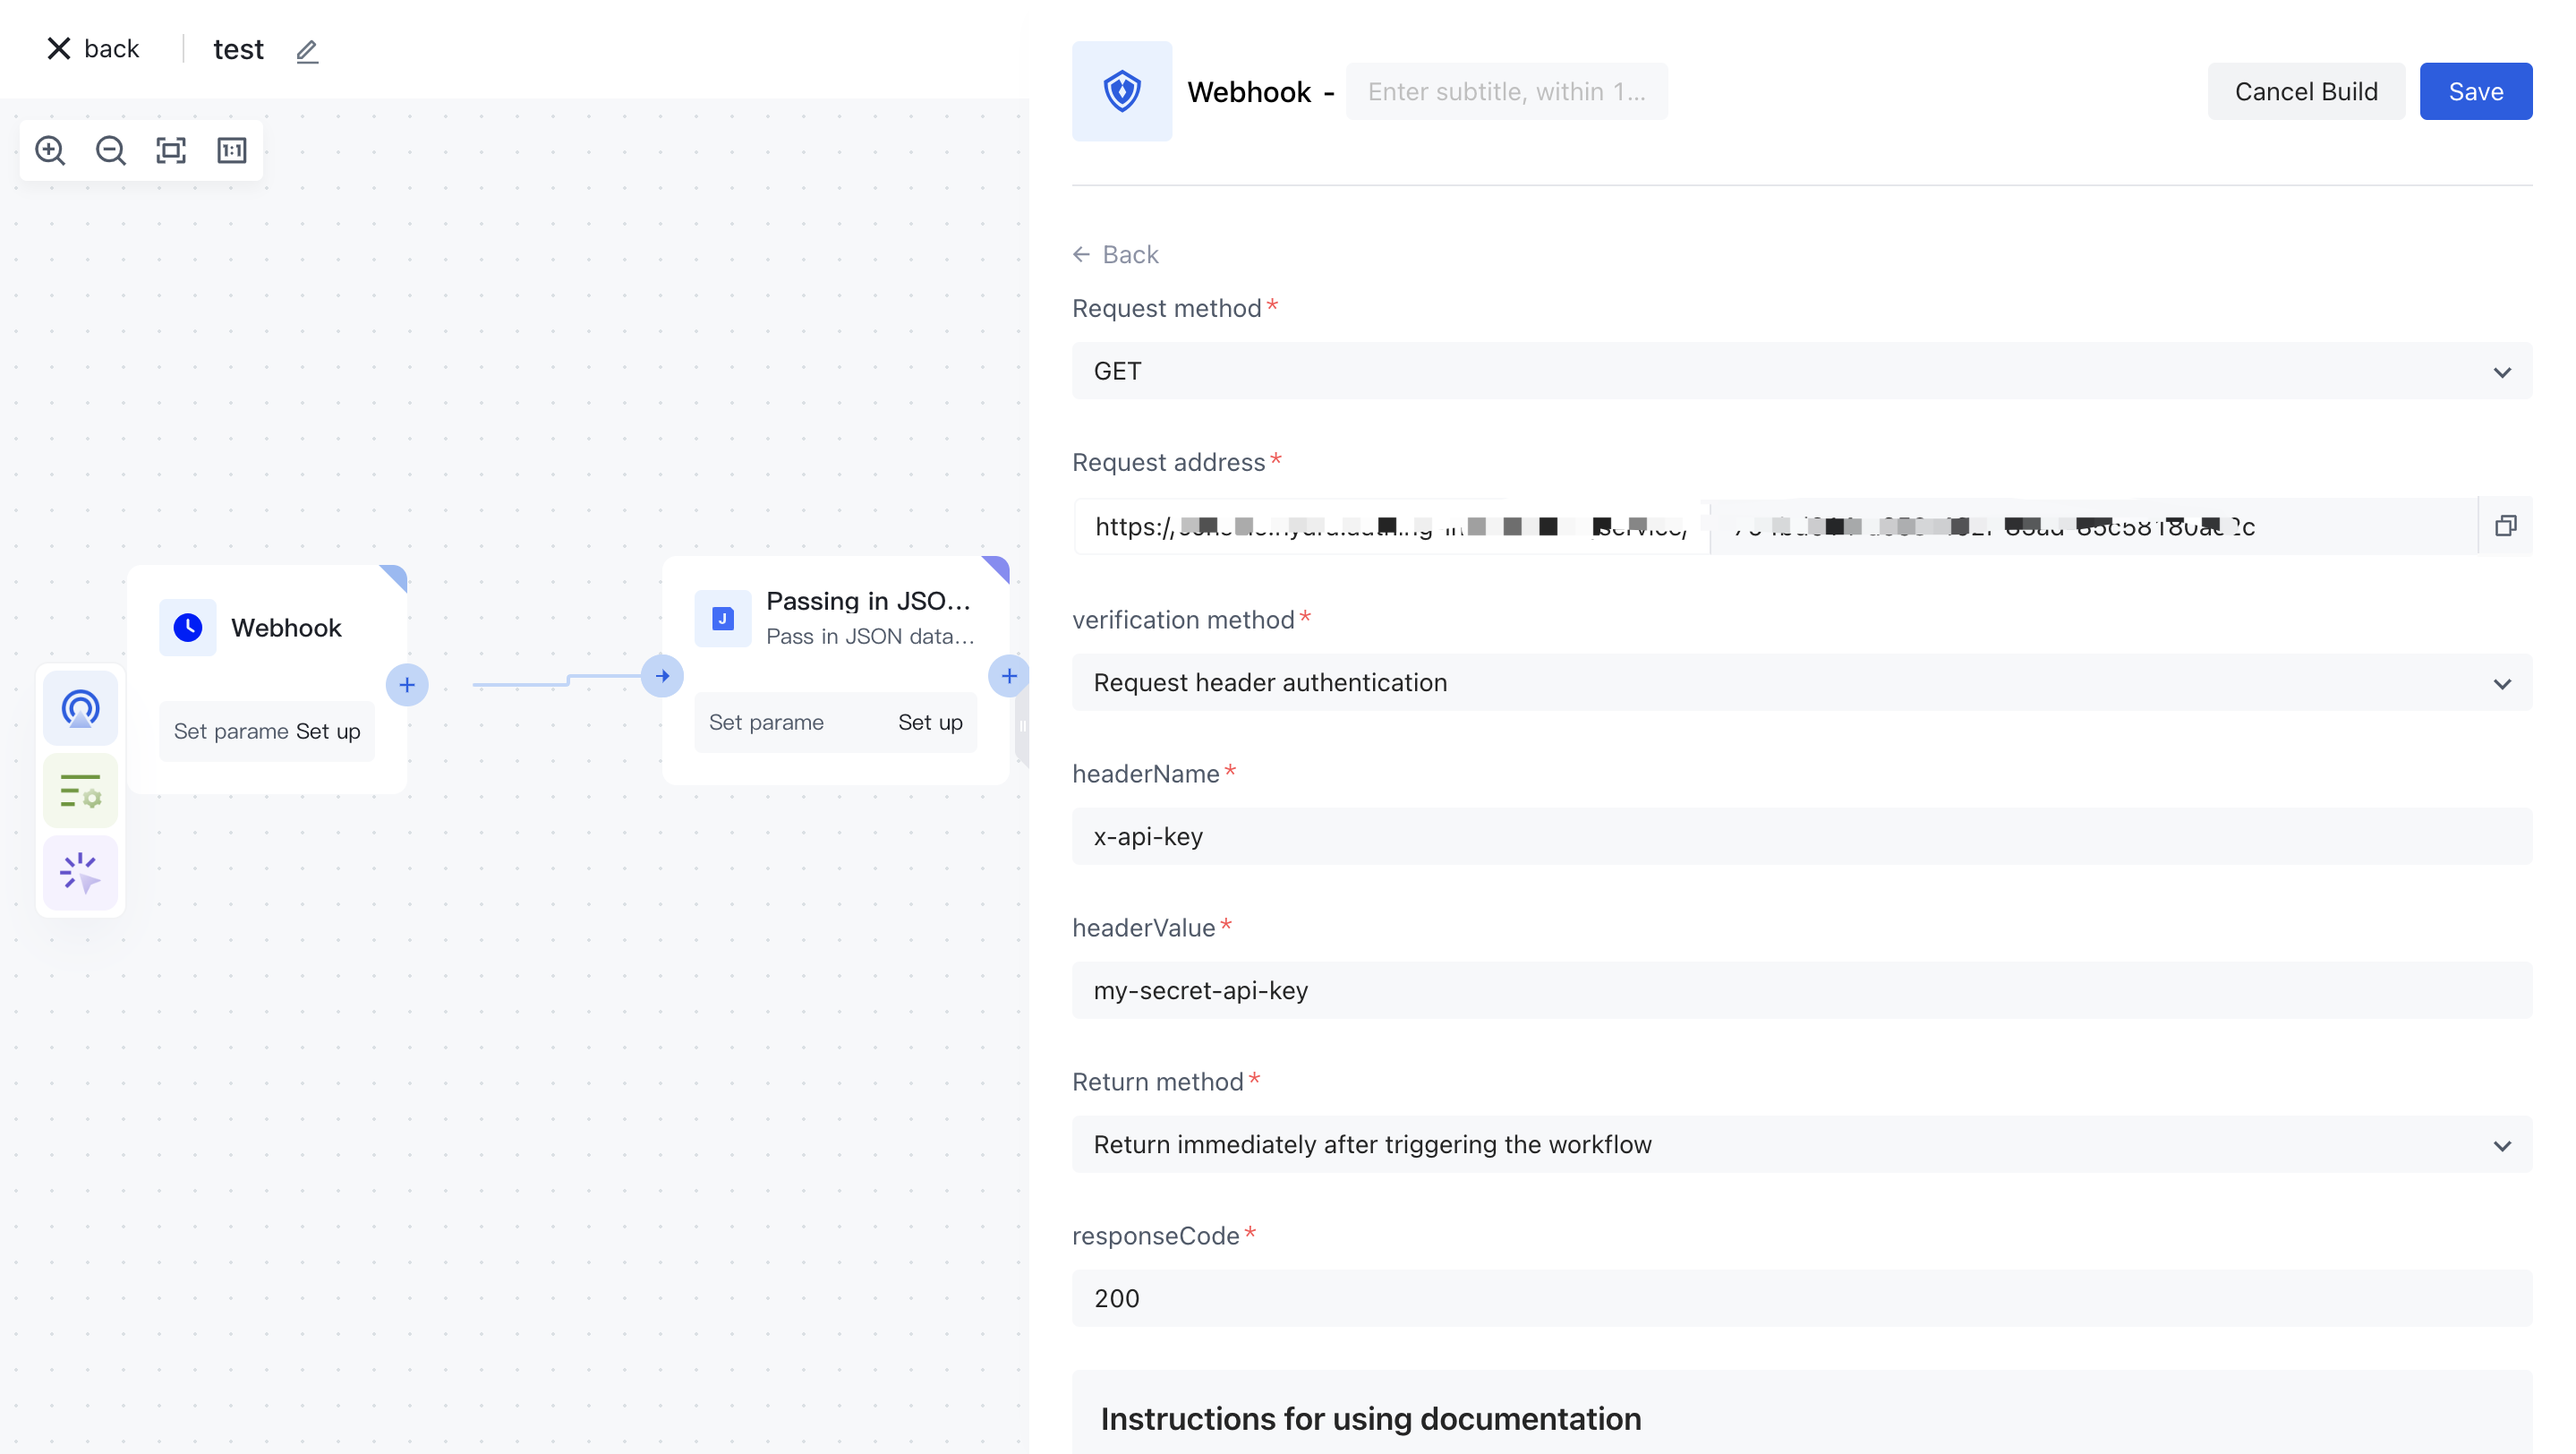 back
test
1:1
Webhook
Set parame Set up
J
Passing in JSO...
Pass in JSON data...
Set parame Set up
Webhook - Enter subtitle, within 1...
Cancel Build
Save
Back
Request method*
GET
Request address*
https:/
verification method*
Request header authentication
headerName*
x-api-key
headerValue*
my-secret-api-key
Return method*
Return immediately after triggering the workflow
responseCode*
200
Instructions for using documentation